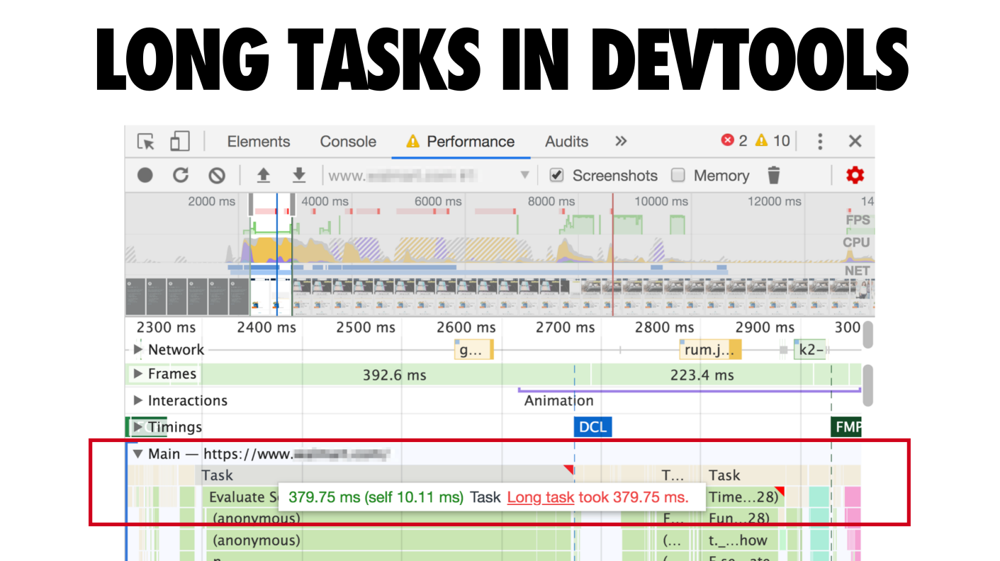 LONG TASKS IN DEVTOOLS
Elements Console Performance Audits 2 10
www. Screenshots Memory
2000 ms 4000 ms 6000 ms 8000 ms 10000 ms 12000 ms 14
FPS
CPU
NET
2300 ms 2400 ms 2500 ms 2600 ms 2700 ms 2800 ms 2900 ms 300
Network g... rum.j... k2-
Frames 392.6 ms 223.4 ms
Interactions Animation
Timings DCL FMP
Main — https://www.
Task T... Task
Evaluate S 379.75 ms (self 10.11 ms) Task Long task took 379.75 ms. Time...28)
(anonymous) F... Fun...28)
(anonymous) (... t._...how